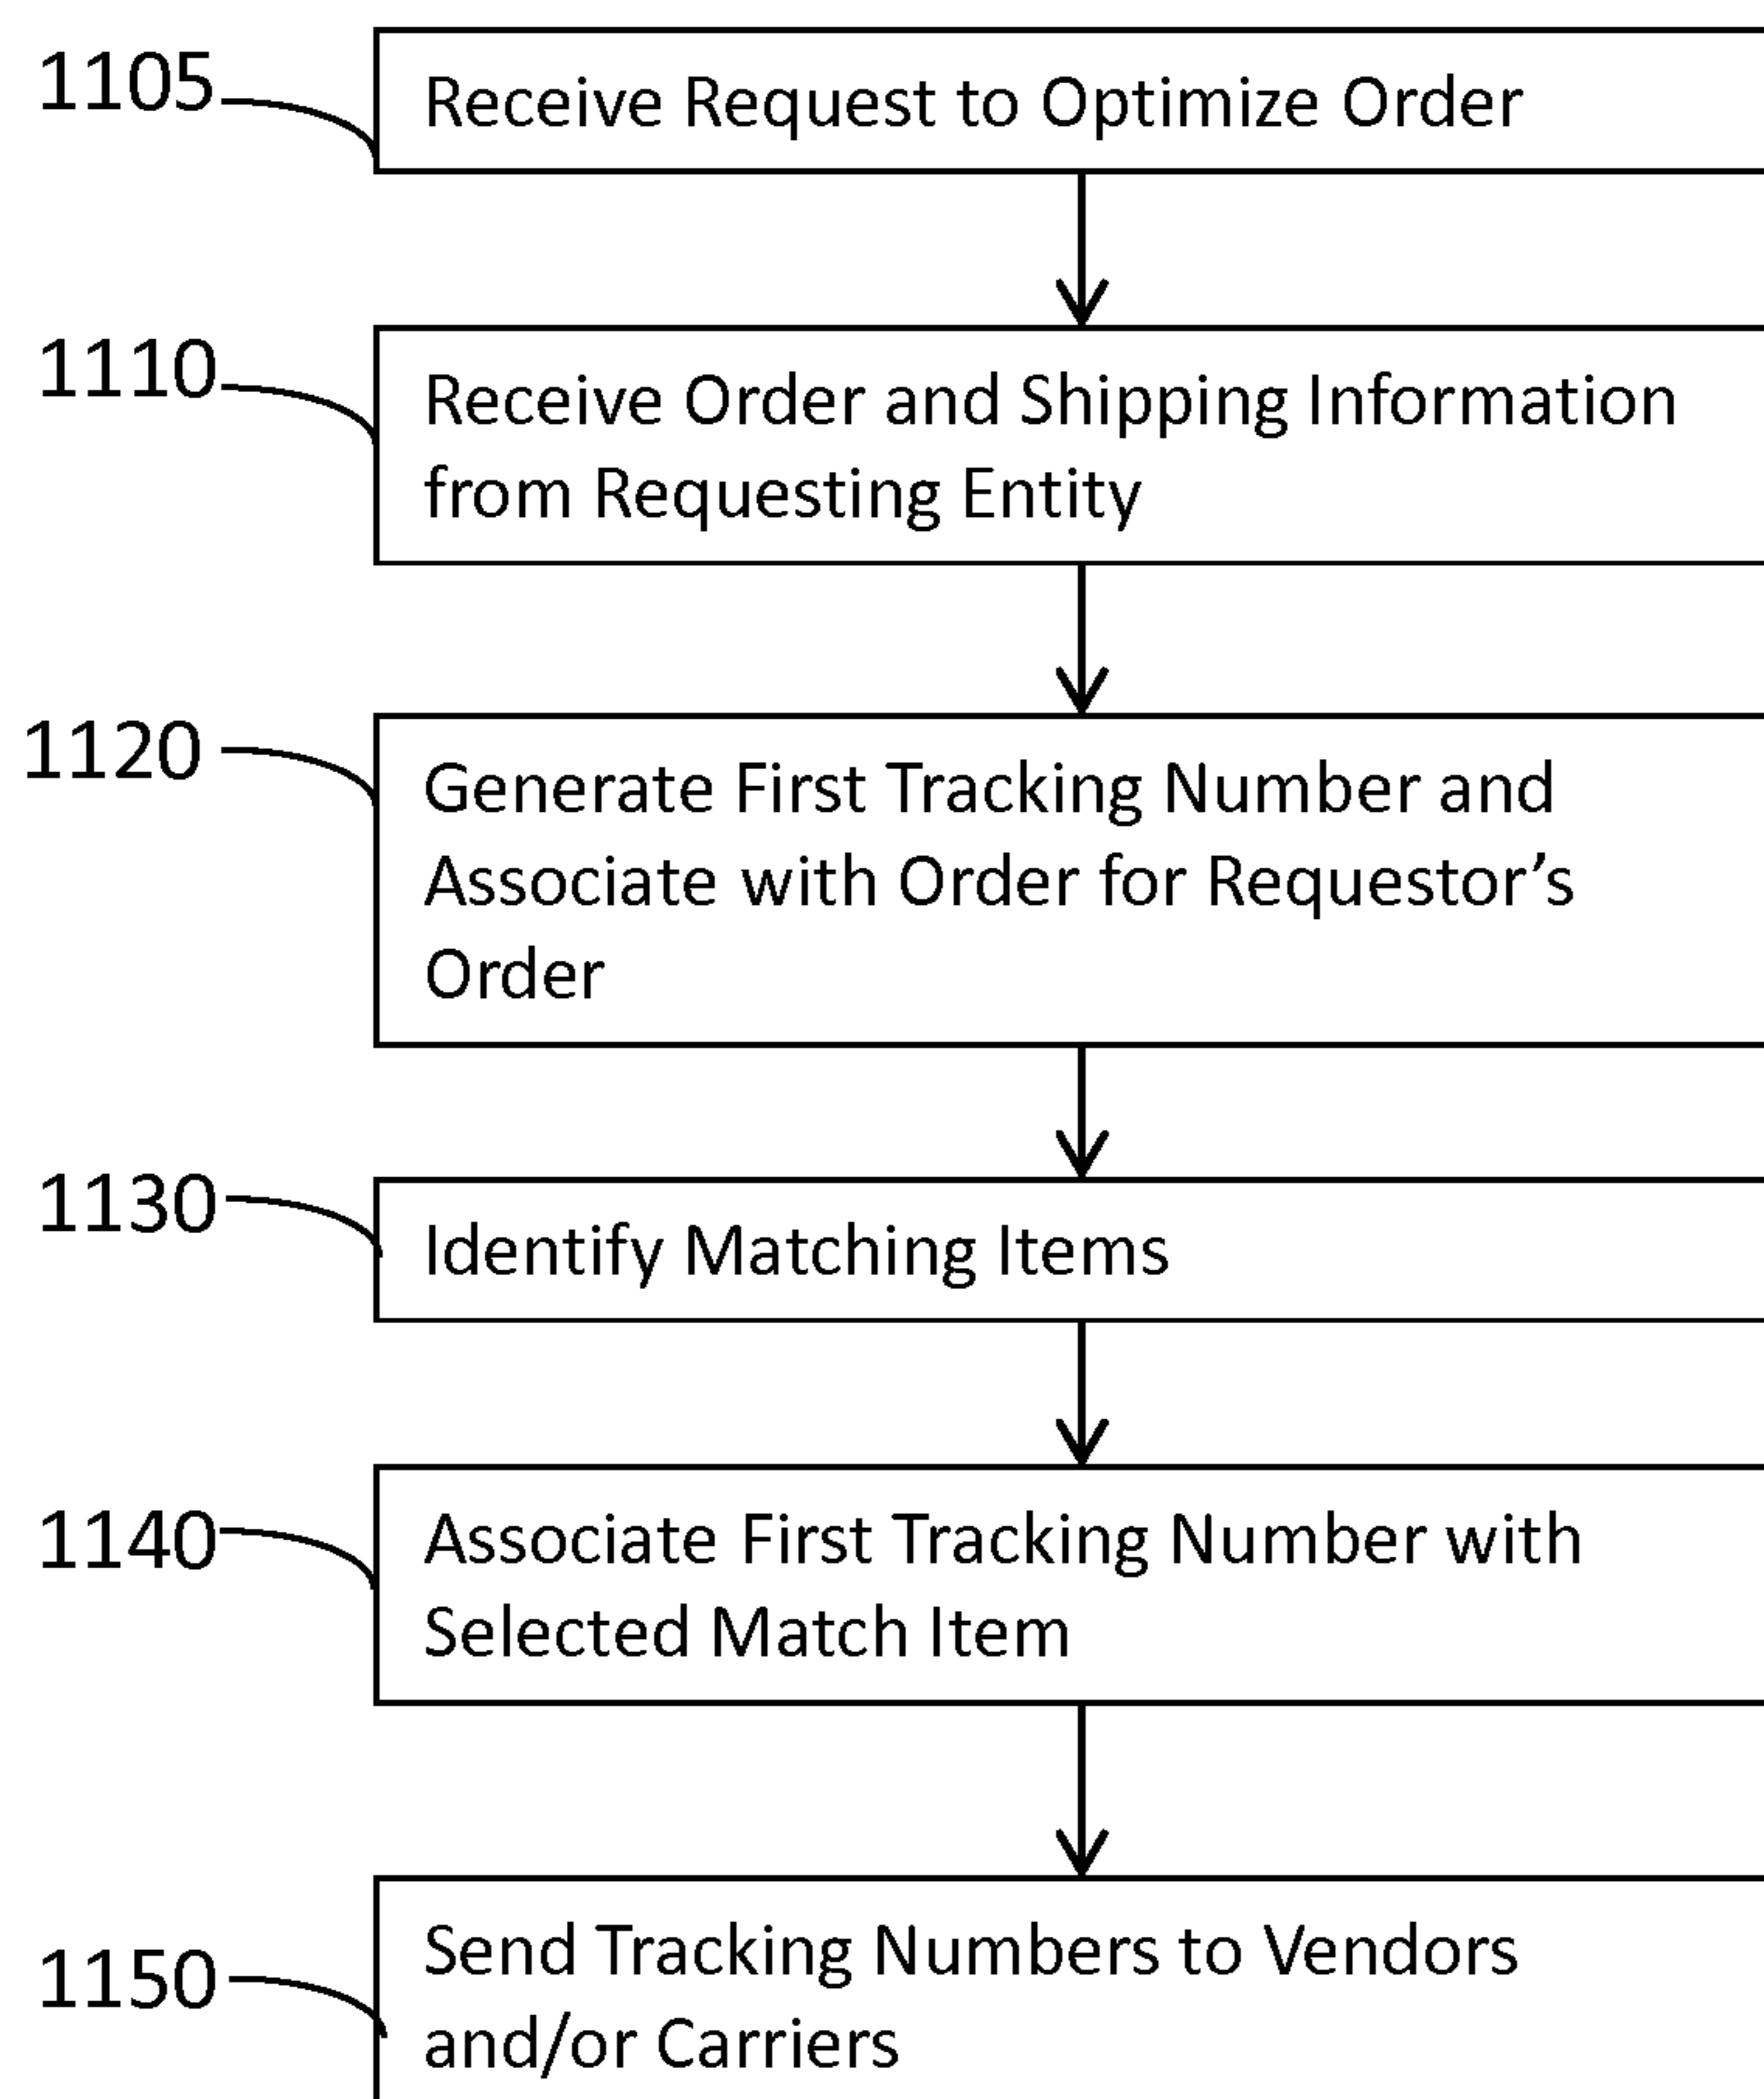 1105
Receive Request to Optimize Order
1110
Receive Order and Shipping Information
from Requesting Entity
1120
Generate First Tracking Number and
Associate with Order for Requestor’s
Order
1130
Identify Matching Items
1140
Associate First Tracking Number with
Selected Match Item
1150
Send Tracking Numbers to Vendors
and/or Carriers